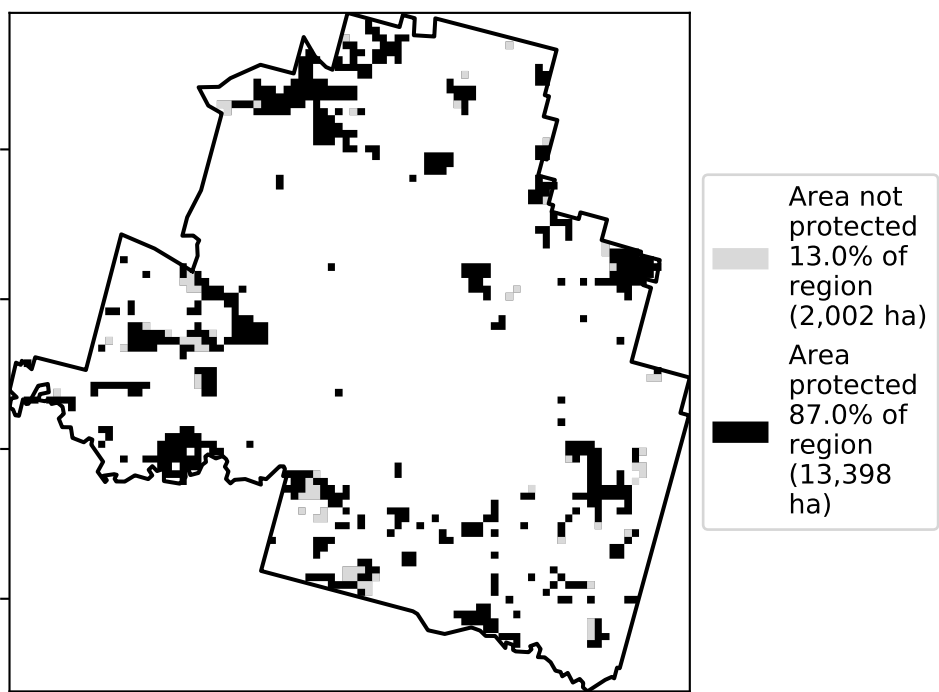 Area not
protected
13.0% of
region
(2,002 ha)
Area
protected
87.0% of
region
(13,398
ha)